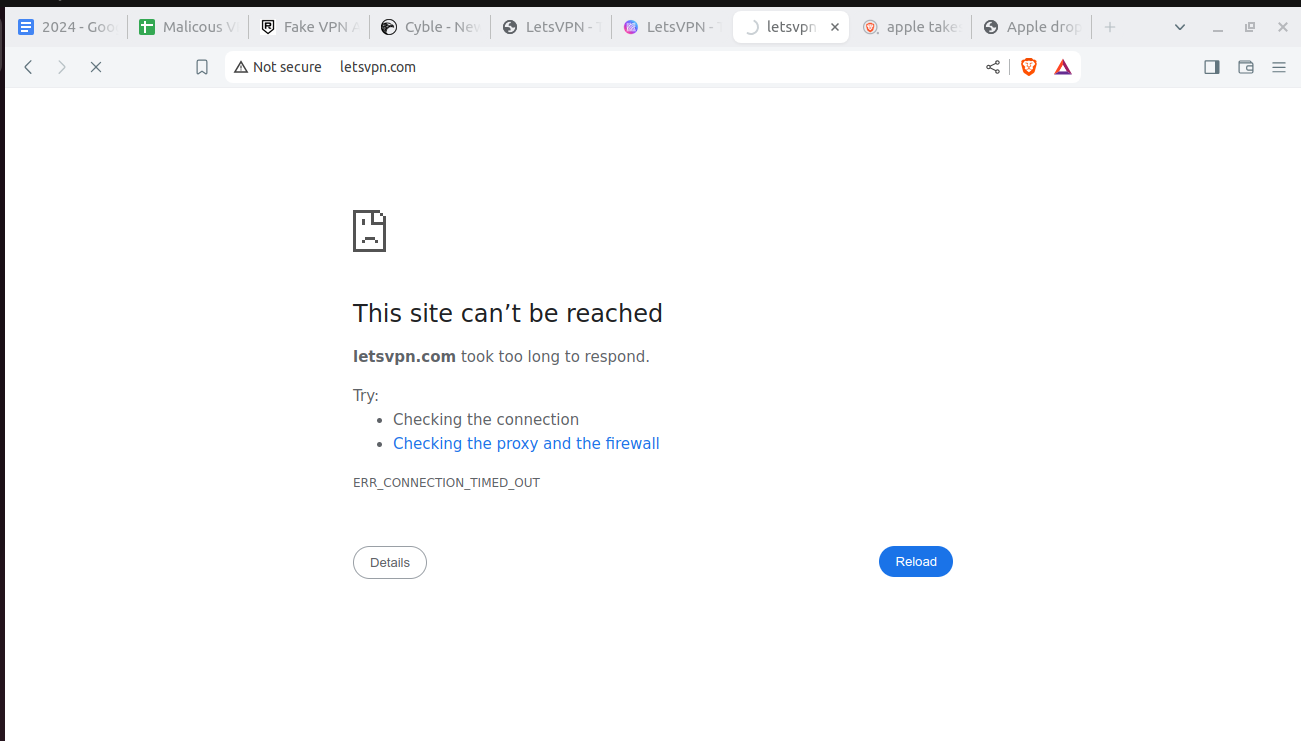 2024 - Goo
Malicous V
Fake VPN A
Cyble - New
LetsVPN - T
LetsVPN - T
letsvpn
apple take
Apple drop
Not secure letsvpn.com
This site can’t be reached
letsvpn.com took too long to respond.
Try:
• Checking the connection
• Checking the proxy and the firewall
ERR_CONNECTION_TIMED_OUT
Details
Reload